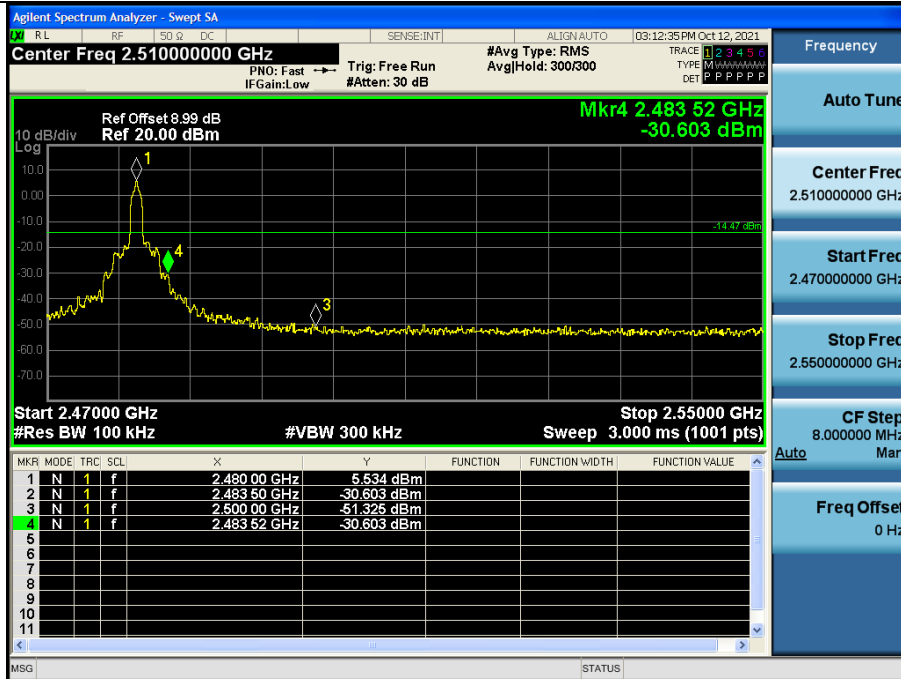 Agilent Spectrum Analyzer - Swept SA
LXI RL RF 50 Ω DC SENSE:INT ALIGN AUTO 03:12:35 PM Oct 12, 2021
Center Freq 2.510000000 GHz
PNO: Fast
IFGain:Low
Trig: Free Run
#Atten: 30 dB
#Avg Type: RMS
Avg|Hold: 300/300
TRACE 1 2 3 4 5 6
TYPE MWWWWW
DET P P P P P P
Mkr4 2.483 52 GHz
-30.603 dBm
Ref Offset 8.99 dB
10 dB/div Ref 20.00 dBm
Log
10.0
0.00
-10.0
-20.0
-30.0
-40.0
-50.0
-60.0
-70.0
1
4
3
-14.47 dBm
Start 2.47000 GHz Stop 2.55000 GHz
#Res BW 100 kHz #VBW 300 kHz Sweep 3.000 ms (1001 pts)
MKR MODE TRC SCL X Y FUNCTION FUNCTION WIDTH FUNCTION VALUE
1 N 1 f 2.480 00 GHz 5.534 dBm
2 N 1 f 2.483 50 GHz -30.603 dBm
3 N 1 f 2.500 00 GHz -51.325 dBm
4 N 1 f 2.483 52 GHz -30.603 dBm
5
6
7
8
9
10
11
MSG STATUS
Frequency
Auto Tune
Center Freq
2.510000000 GHz
Start Freq
2.470000000 GHz
Stop Freq
2.550000000 GHz
CF Step
8.000000 MHz
Auto Man
Freq Offset
0 Hz